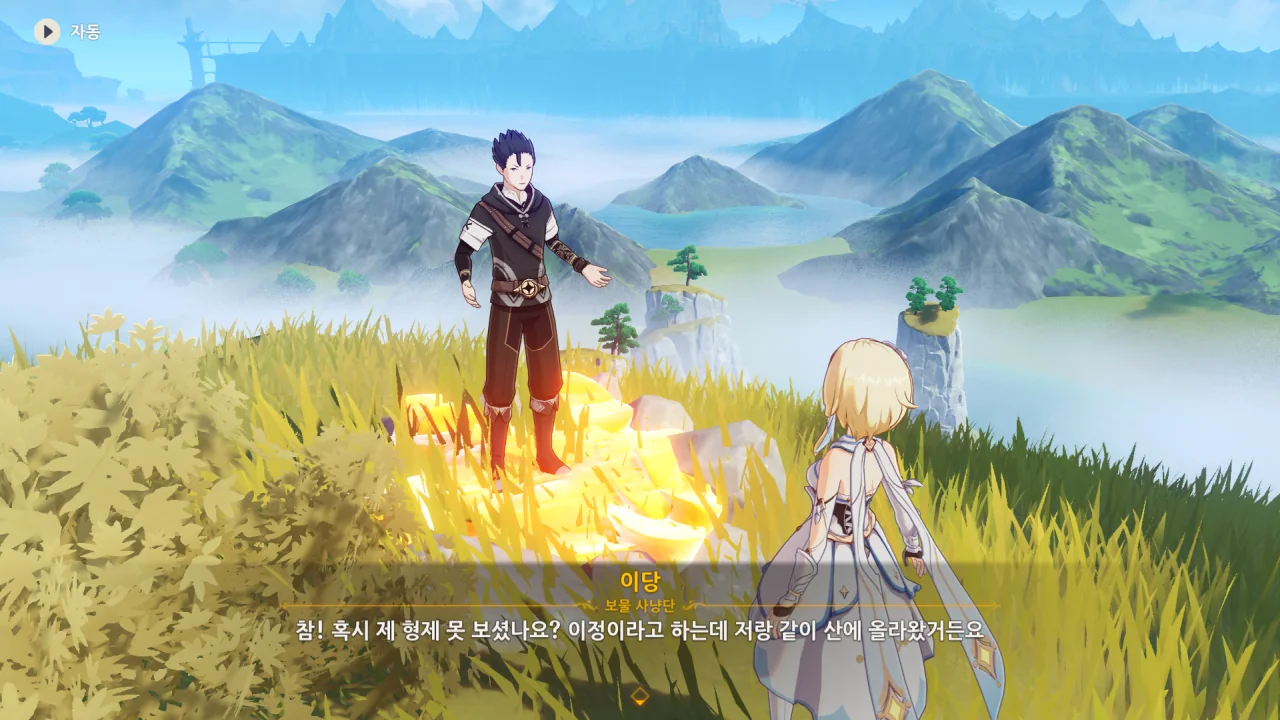 자동
이당
보물 사냥단
참! 혹시 제 형제 못 보셨나요? 이정이라고 하는데 저랑 같이 산에 올라왔거든요